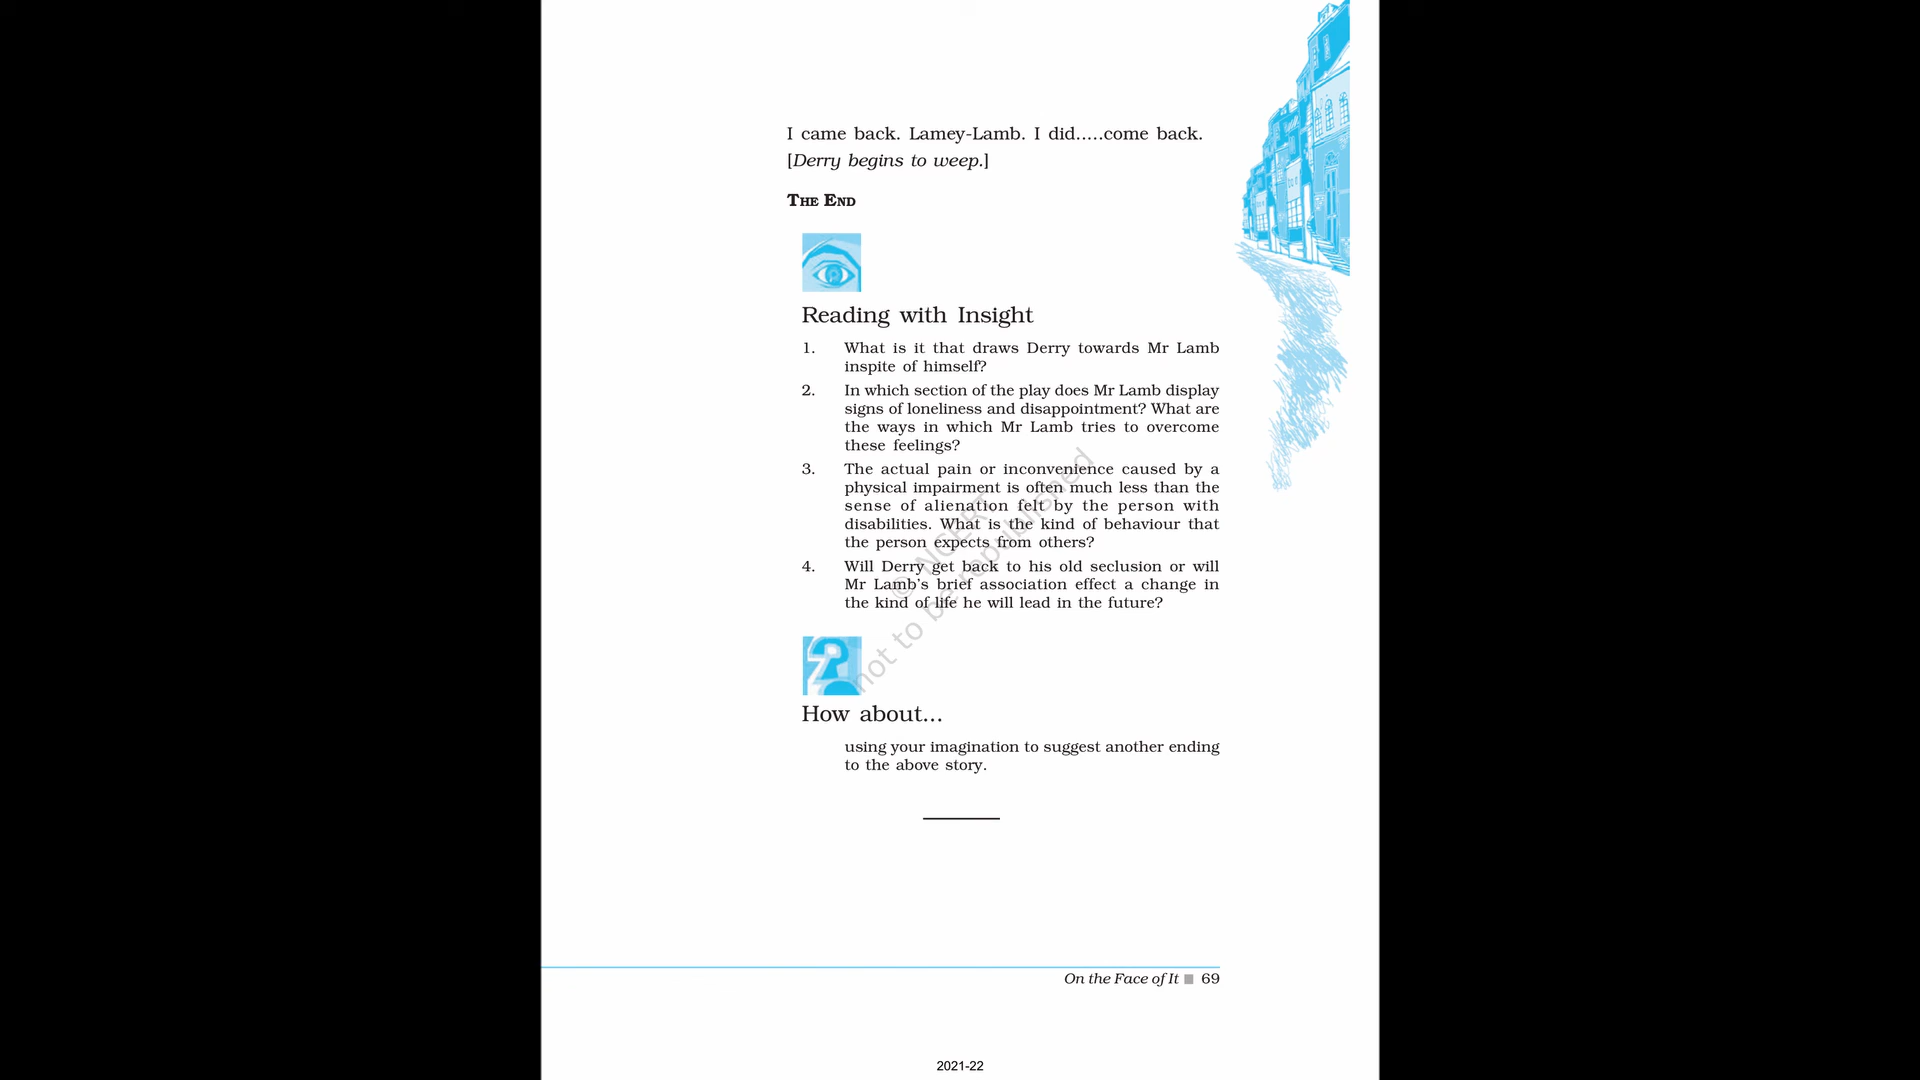 I came back. Lamey-Lamb. I did.....come back.
[Derry begins to weep.]
THE END
Reading with Insight
1. What is it that draws Derry towards Mr Lamb
inspite of himself?
2. In which section of the play does Mr Lamb display
signs of loneliness and disappointment? What are
the ways in which Mr Lamb tries to overcome
these feelings?
3. The actual pain or inconvenience caused by a
physical impairment is often much less than the
sense of alienation felt by the person with
disabilities. What is the kind of behaviour that
the person expects from others?
4. Will Derry get back to his old seclusion or will
Mr Lamb's brief association effect a change in
the kind of life he will lead in the future?
© NCERT
not to be republished
How about...
using your imagination to suggest another ending
to the above story.
On the Face of It ■ 69
2021-22